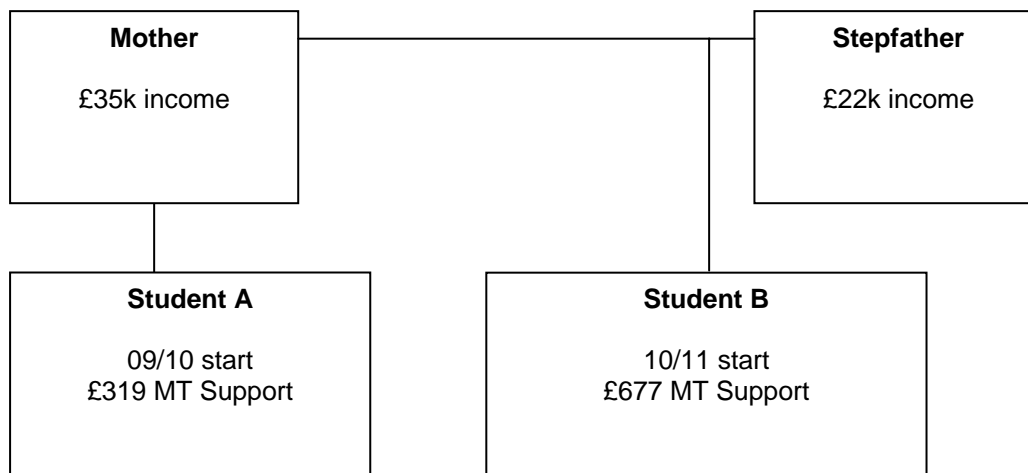 Mother
£35k income
Stepfather
£22k income
Student A
09/10 start
£319 MT Support
Student B
10/11 start
£677 MT Support